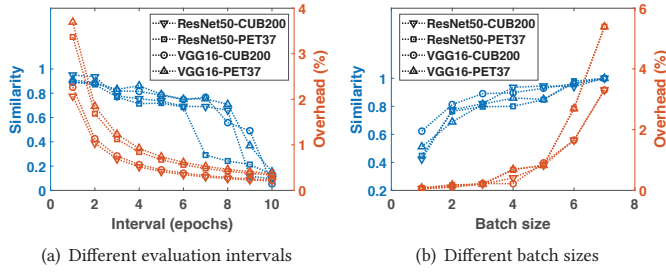 ResNet50-CUB200
ResNet50-PET37
VGG16-CUB200
VGG16-PET37
Similarity
0
0.2
0.4
0.6
0.8
1
0
2
4
6
8
10
Interval (epochs)
0
1
2
3
4
Overhead (%)
(a) Different evaluation intervals
ResNet50-CUB200
ResNet50-PET37
VGG16-CUB200
VGG16-PET37
Similarity
0.2
0.4
0.6
0.8
1
0
2
4
6
8
Batch size
0
2
4
6
Overhead (%)
(b) Different batch sizes